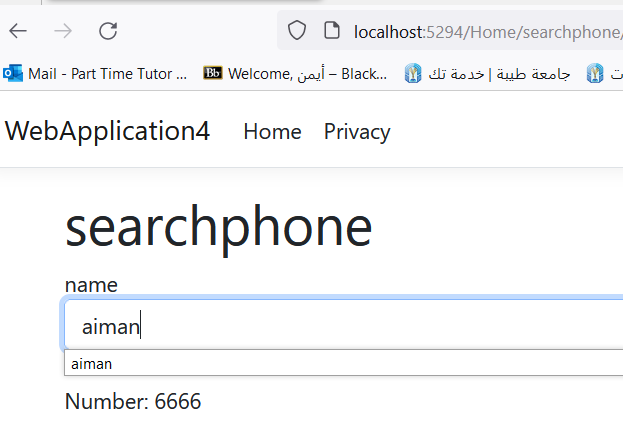 localhost:5294/Home/searchphone/
Mail - Part Time Tutor ... Bb Welcome, أيمن – Black... جامعة طيبة | خدمة تك
WebApplication4 Home Privacy
searchphone
name
aiman
aiman
Number: 6666